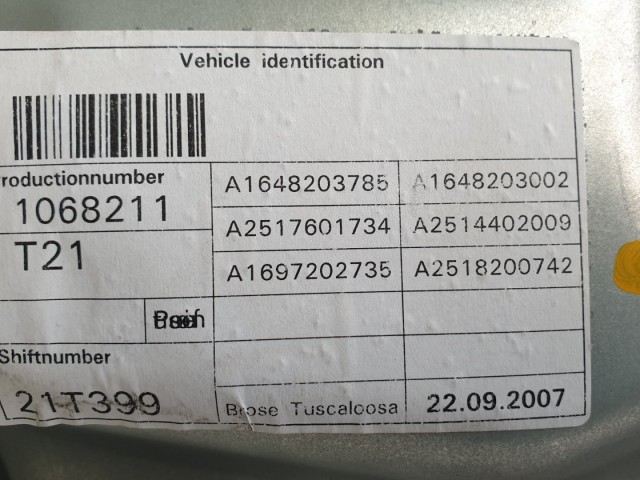 Vehicle identification
roductionnumber
1068211
T21
A1648203785 A1648203002
A2517601734 A2514402009
A1697202735 A2518200742
Shiftnumber
21T399
Brose Tuscaloosa 22.09.2007